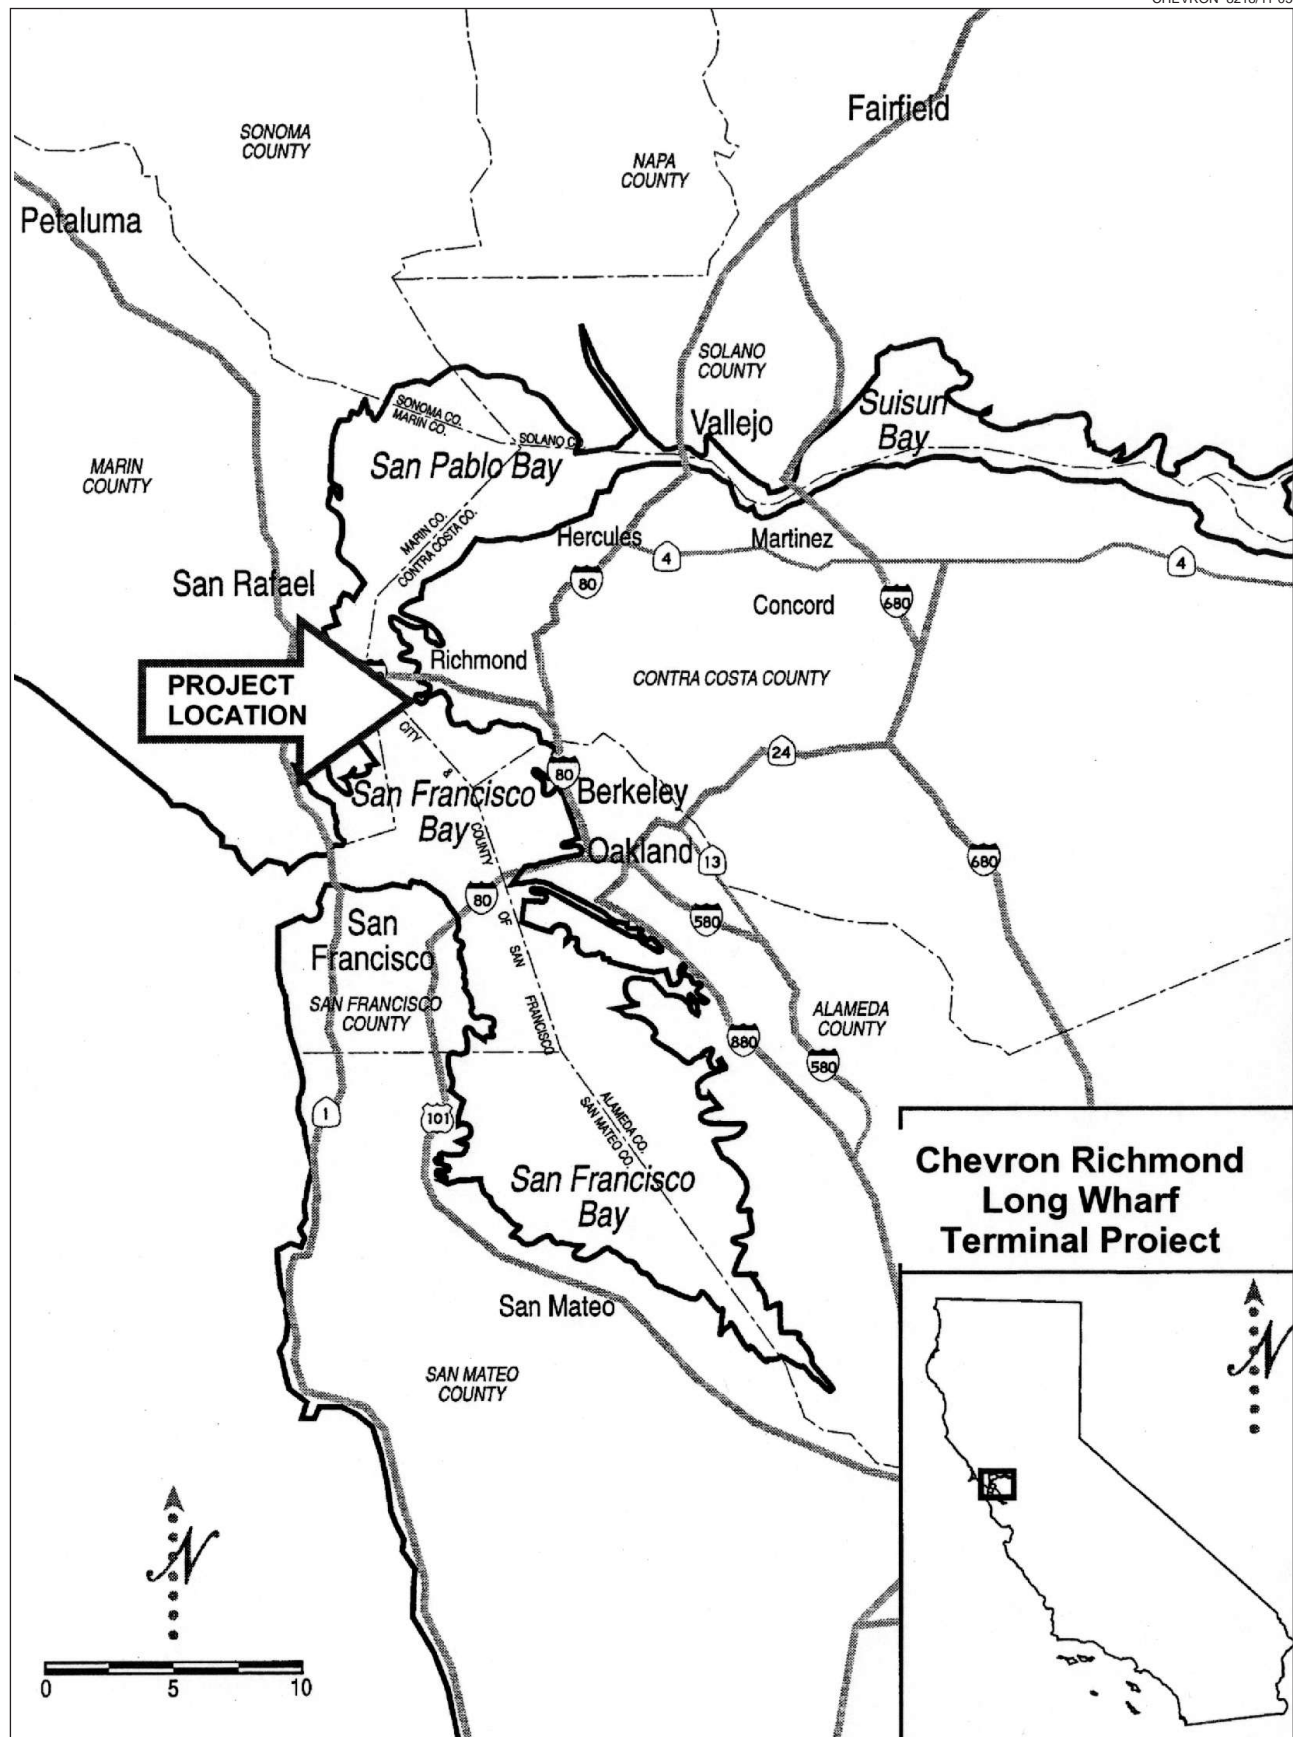 Fairfield
SONOMA
COUNTY
NAPA
COUNTY
Petaluma
SOLANO
COUNTY
Suisun
Bay
SONOMA CO.
MARIN CO.
Vallejo
SOLANO
San Pablo Bay
MARIN
COUNTY
MARIN CO.
CONTRA COSTA CO.
Hercules
Martinez
4
4
80
San Rafael
Concord
680
Richmond
CONTRA COSTA COUNTY
PROJECT
LOCATION
CITY
&
COUNTY
OF
SAN
FRANCISCO
24
80
Berkeley
San Francisco
Bay
Oakland
13
680
80
580
San
Francisco
SAN FRANCISCO
COUNTY
ALAMEDA
COUNTY
880
580
1
101
ALAMEDA CO.
SAN MATEO CO.
San Francisco
Bay
Chevron Richmond
Long Wharf
Terminal Proiect
San Mateo
SAN MATEO
COUNTY
N
N
0 5 10